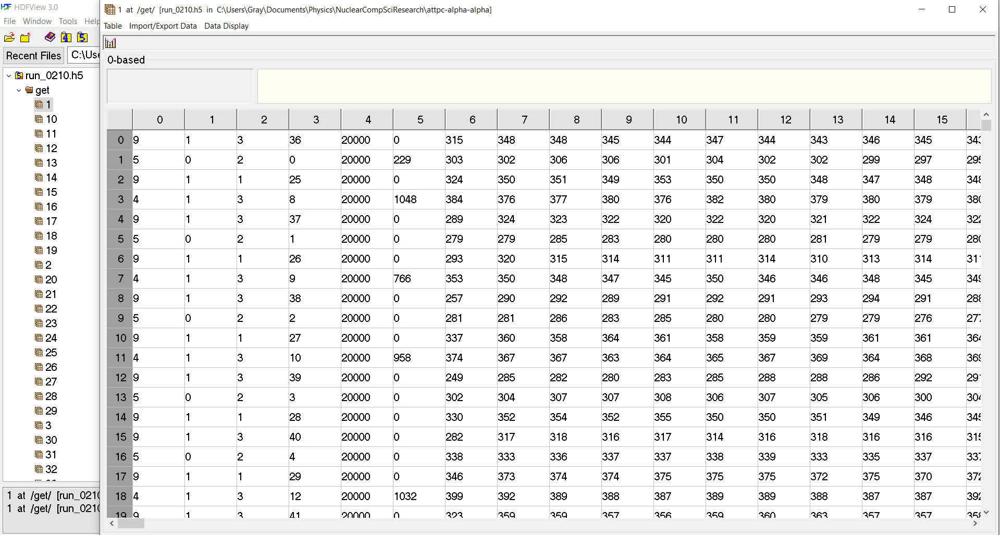 HDF HDFView 3.0
File Window Tools Help
Recent Files C:\Use
run_0210.h5
get
1
10
11
12
13
14
15
16
17
18
19
2
20
21
22
23
24
25
26
27
28
29
3
30
31
32
1 at /get/ [run_0210
1 at /get/ [run_0210
1 at /get/ [run_0210.h5 in C:\Users\Gray\Documents\Physics\NuclearCompSciResearch\attpc-alpha-alpha]
Table Import/Export Data Data Display
0-based
0 1 2 3 4 5 6 7 8 9 10 11 12 13 14 15
0 9 1 3 36 20000 0 315 348 348 345 344 347 344 343 346 345 343
1 5 0 2 0 20000 229 303 302 306 306 301 304 302 302 299 297 295
2 9 1 1 25 20000 0 324 350 351 349 353 350 350 348 347 348 348
3 4 1 3 8 20000 1048 384 376 377 380 376 382 380 379 380 379 380
4 9 1 3 37 20000 0 289 324 323 322 320 322 320 321 322 324 322
5 5 0 2 1 20000 0 279 279 285 283 280 280 280 281 279 279 280
6 9 1 1 26 20000 0 293 320 315 314 311 311 314 310 313 314 311
7 4 1 3 9 20000 766 353 350 348 347 345 350 346 346 348 345 349
8 9 1 3 38 20000 0 257 290 292 289 291 292 291 293 294 291 288
9 5 0 2 2 20000 0 281 281 286 283 285 280 280 279 279 276 277
10 9 1 1 27 20000 0 337 360 358 364 361 358 359 359 361 361 364
11 4 1 3 10 20000 958 374 367 367 363 364 365 367 369 364 368 369
12 9 1 3 39 20000 0 249 285 282 280 283 285 288 288 286 292 291
13 5 0 2 3 20000 0 302 304 307 307 308 306 307 305 306 300 304
14 9 1 1 28 20000 0 330 352 354 352 355 350 350 351 349 346 345
15 9 1 3 40 20000 0 282 317 318 316 317 314 316 318 316 316 315
16 5 0 2 4 20000 0 338 333 336 337 337 338 339 333 335 337 337
17 9 1 1 29 20000 0 346 373 374 374 375 375 375 372 375 370 372
18 4 1 3 12 20000 1032 399 392 389 388 387 389 389 388 387 387 392
19 9 1 3 41 20000 0 323 359 359 357 356 359 360 363 357 357 358